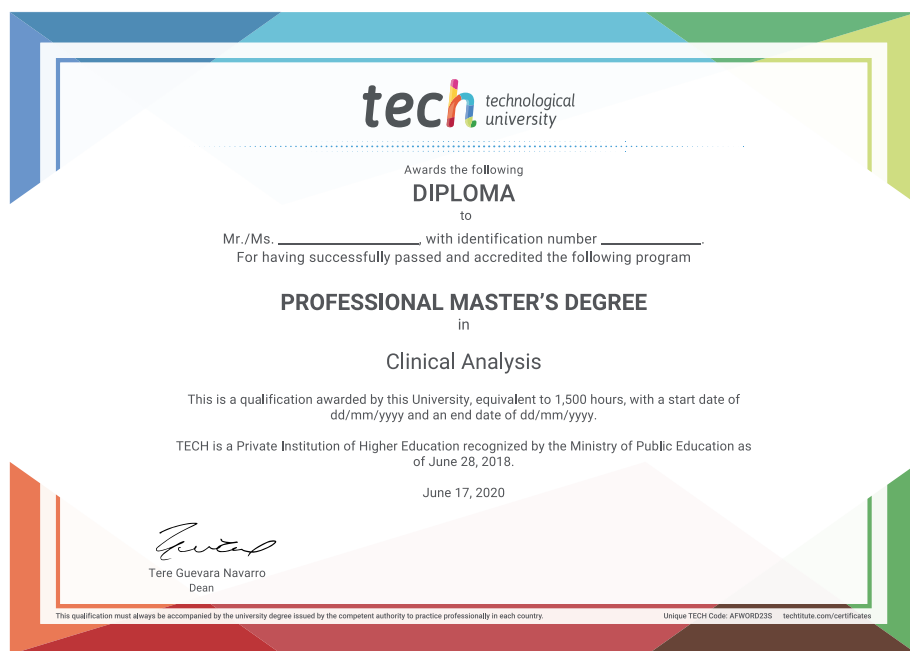 tech technological
university
Awards the following
DIPLOMA
to
Mr./Ms. ____________________, with identification number ______________.
For having successfully passed and accredited the following program
PROFESSIONAL MASTER'S DEGREE
in
Clinical Analysis
This is a qualification awarded by this University, equivalent to 1,500 hours, with a start date of
dd/mm/yyyy and an end date of dd/mm/yyyy.
TECH is a Private Institution of Higher Education recognized by the Ministry of Public Education as
of June 28, 2018.
June 17, 2020
Tere Guevara Navarro
Dean
This qualification must always be accompanied by the university degree issued by the competent authority to practice professionally in each country. Unique TECH Code: AFWORD23S techtitute.com/certificates